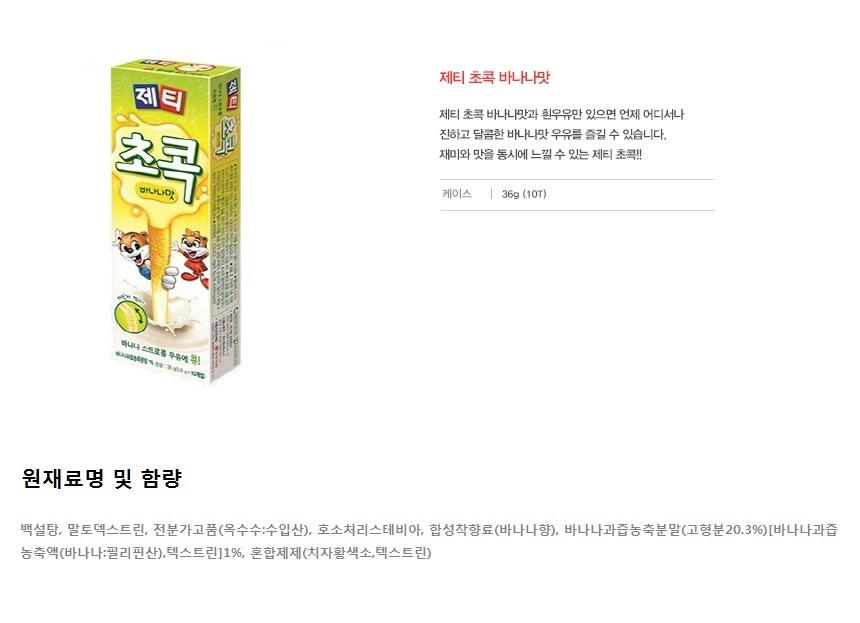 제티
초콕
바나나맛
바나나 스트로를 우유에 콕!
제티 초콕 바나나맛
제티 초콕 바나나맛과 흰우유만 있으면 언제 어디서나
진하고 달콤한 바나나맛 우유를 즐길 수 있습니다.
재미와 맛을 동시에 느낄 수 있는 제티 초콕!!
케이스 | 36g (10T)
원재료명 및 함량
백설탕, 말토덱스트린, 전분가고품(옥수수:수입산), 호소처리스테비아, 합성착향료(바나나향), 바나나과즙농축분말(고형분20.3%)[바나나과즙
농축액(바나나:필리핀산),텍스트린]1%, 혼합제제(치자황색소,텍스트린)